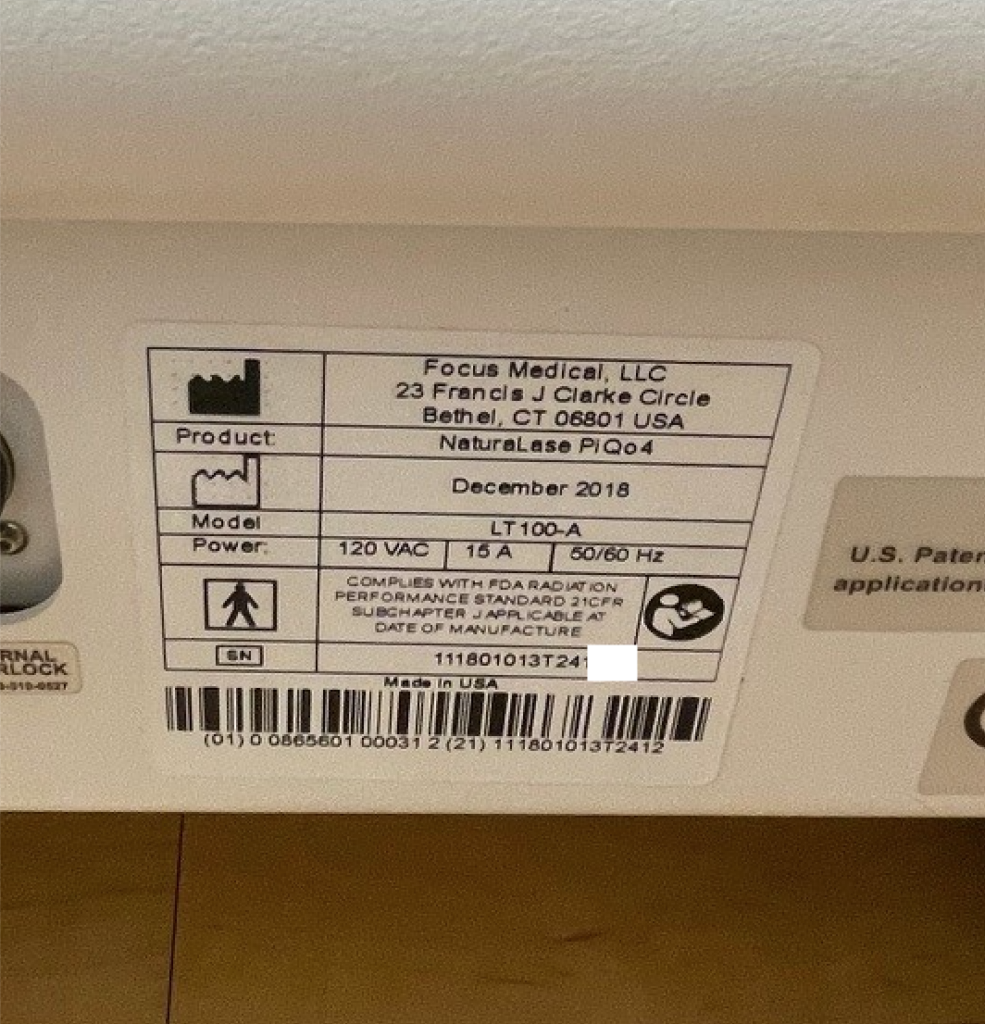 Focus Medical, LLC
23 Francis J Clarke Circle
Bethel, CT 06801 USA
Product: NaturaLase PiQo4
December 2018
Model LT100-A
Power: 120 VAC 15 A 50/60 Hz
COMPLIES WITH FDA RADIATION
PERFORMANCE STANDARD 21CFR
SUBCHAPTER J APPLICABLE AT
DATE OF MANUFACTURE
SN 111801013T241
Made in USA
(01) 0 0865601 00031 2 (21) 111801013T2412
U.S. Paten
application
RNAL
RLOCK